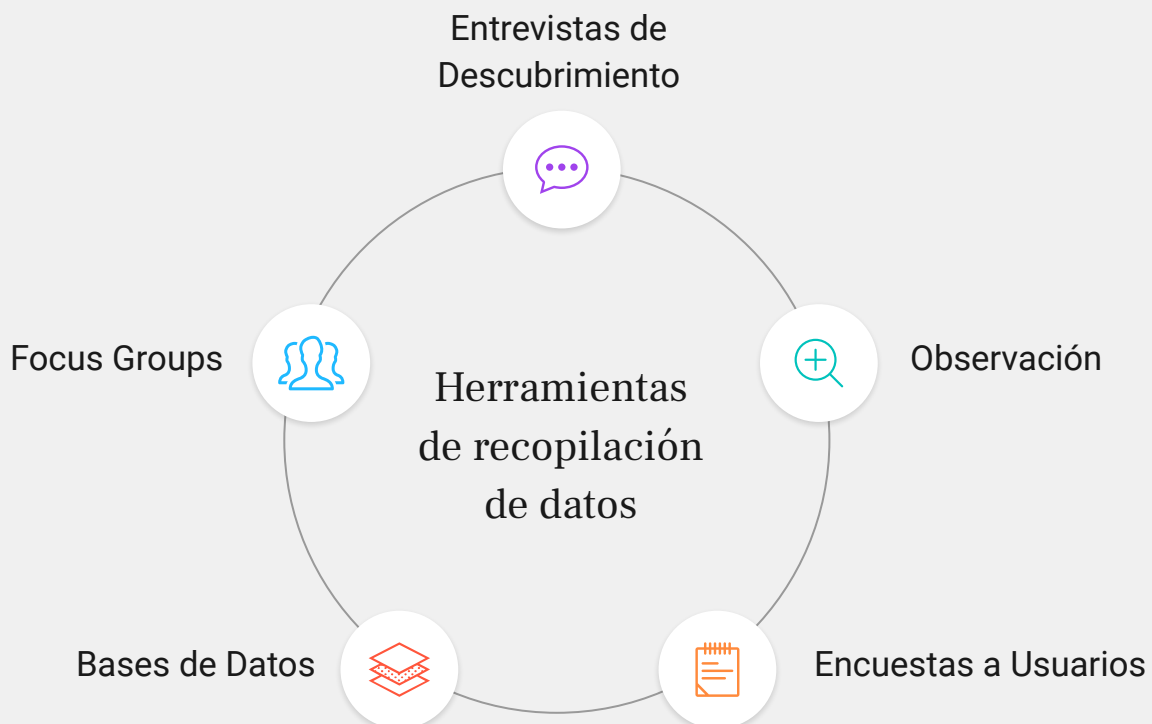 Entrevistas de
Descubrimiento
Focus Groups
Observación
Herramientas
de recopilación
de datos
Bases de Datos
Encuestas a Usuarios